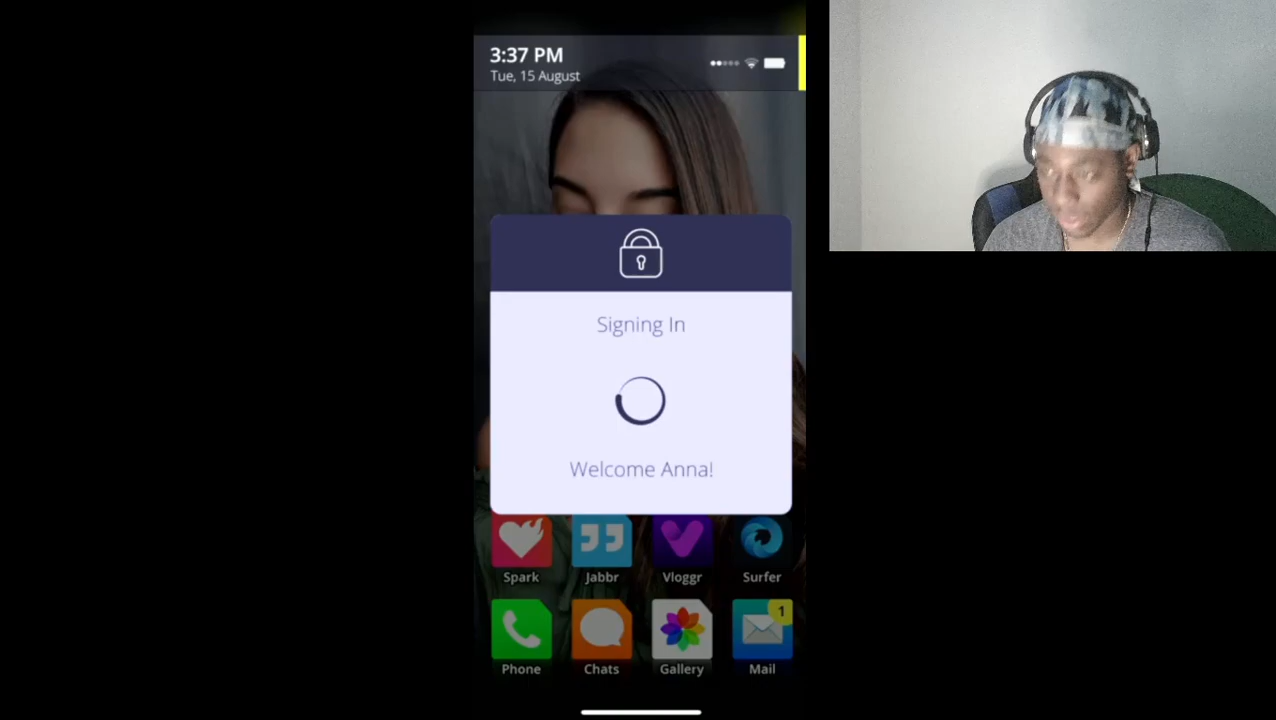 3:37 PM
Tue, 15 August
Signing In
Welcome Anna!
Spark Jabbr Vloggr Surfer
1
Phone Chats Gallery Mail